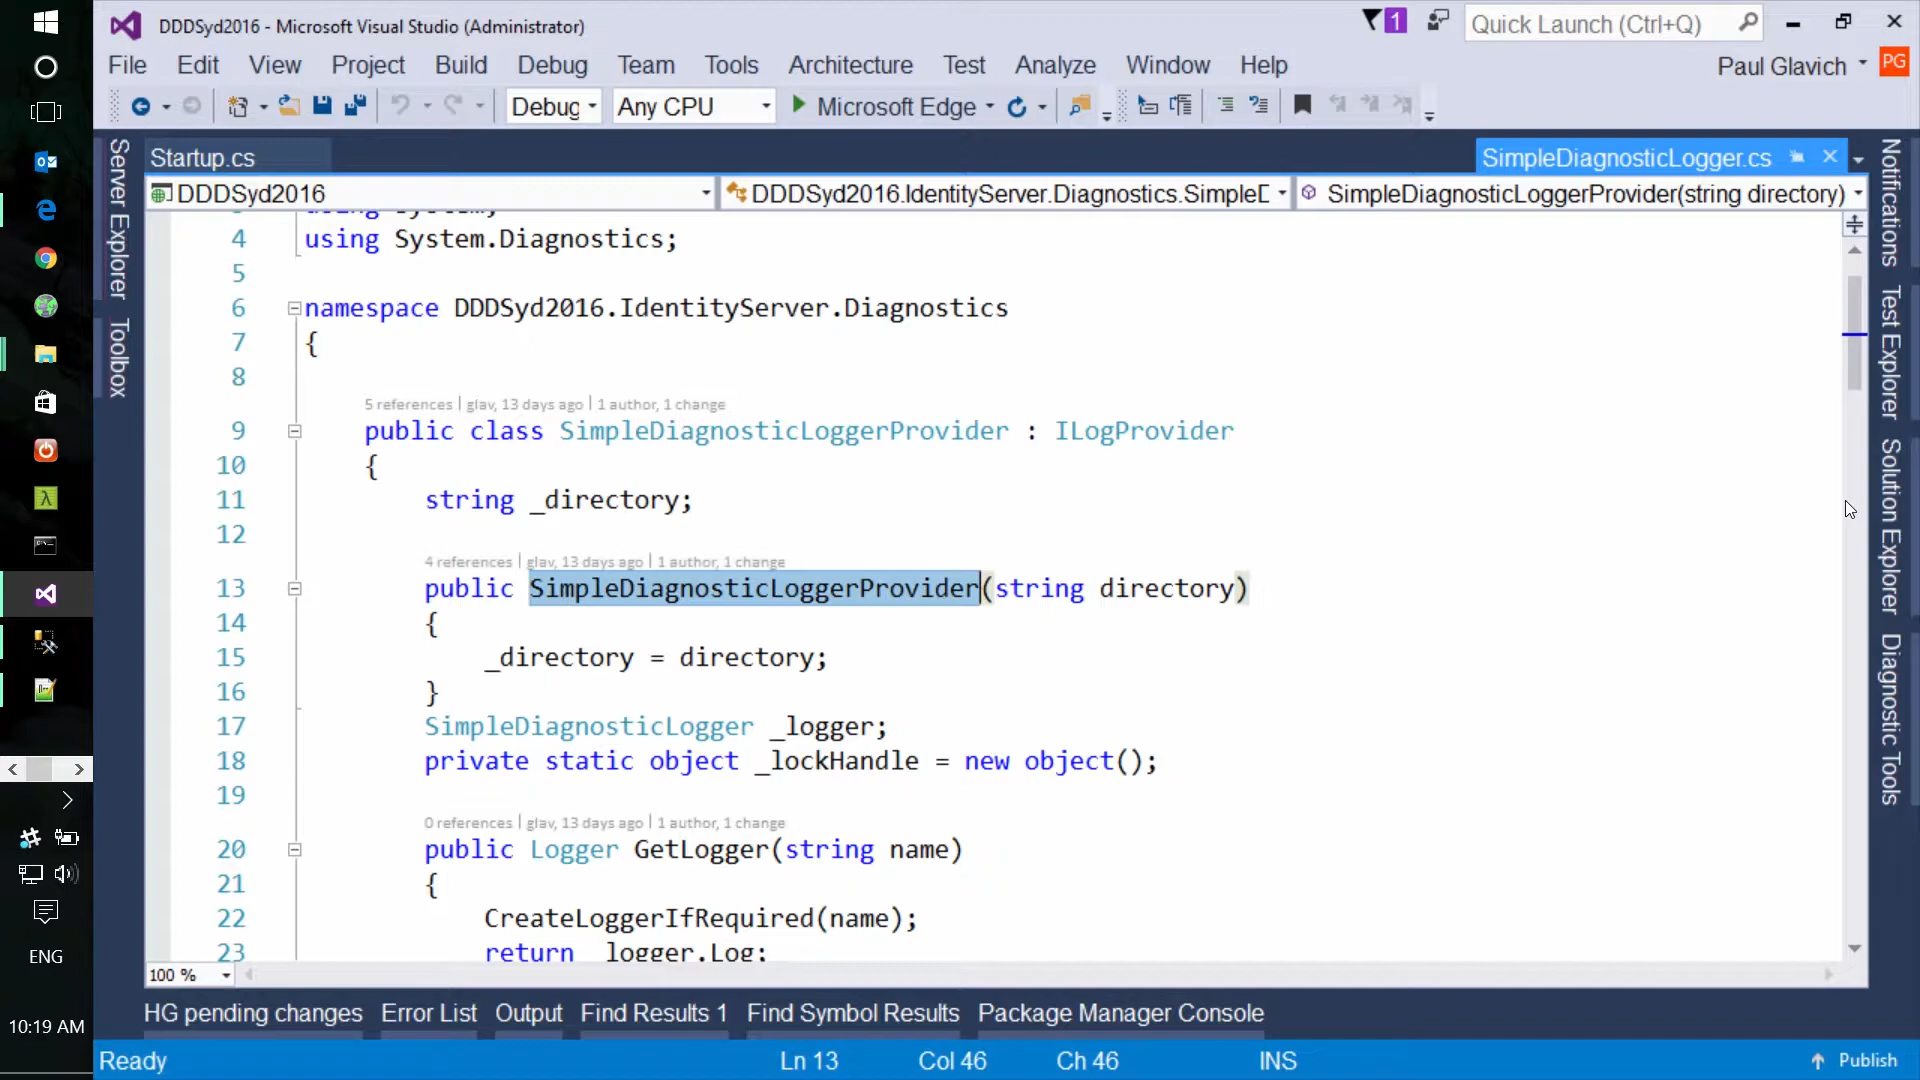 DDDSyd2016 - Microsoft Visual Studio (Administrator)
1
Quick Launch (Ctrl+Q)
File Edit View Project Build Debug Team Tools Architecture Test Analyze Window Help
Paul Glavich
PG
Debug
Any CPU
Microsoft Edge
Server Explorer
Toolbox
Startup.cs
SimpleDiagnosticLogger.cs
DDDSyd2016
DDDSyd2016.IdentityServer.Diagnostics.SimpleD
SimpleDiagnosticLoggerProvider(string directory)
using System;
4 using System.Diagnostics;
5
6 namespace DDDSyd2016.IdentityServer.Diagnostics
7 {
8
5 references | glav, 13 days ago | 1 author, 1 change
9 public class SimpleDiagnosticLoggerProvider : ILogProvider
10 {
11 string _directory;
12
4 references | glav, 13 days ago | 1 author, 1 change
13 public SimpleDiagnosticLoggerProvider(string directory)
14 {
15 _directory = directory;
16 }
17 SimpleDiagnosticLogger _logger;
18 private static object _lockHandle = new object();
19
0 references | glav, 13 days ago | 1 author, 1 change
20 public Logger GetLogger(string name)
21 {
22 CreateLoggerIfRequired(name);
23 return _logger.Log;
100 %
Notifications
Test Explorer
Solution Explorer
Diagnostic Tools
HG pending changes
Error List
Output
Find Results 1
Find Symbol Results
Package Manager Console
Ready
Ln 13
Col 46
Ch 46
INS
Publish
ENG
10:19 AM